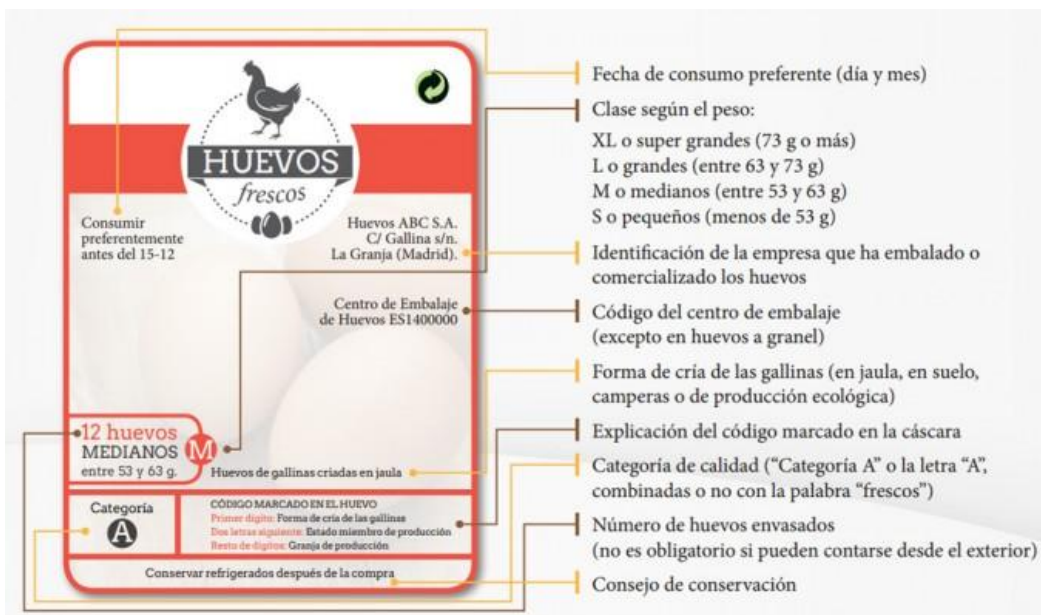 HUEVOS
frescos
Consumir
preferentemente
antes del 15-12
Huevos ABC S.A.
C/ Gallina s/n.
La Granja (Madrid).
Centro de Embalaje
de Huevos ES1400000
12 huevos
MEDIANOS
entre 53 y 63 g.
M
Huevos de gallinas criadas en jaula
Categoría
A
CÓDIGO MARCADO EN EL HUEVO
Primer dígito: Forma de cría de las gallinas
Dos letras siguiente: Estado miembro de producción
Resto de dígitos: Granja de producción
Conservar refrigerados después de la compra
Fecha de consumo preferente (día y mes)
Clase según el peso:
XL o super grandes (73 g o más)
L o grandes (entre 63 y 73 g)
M o medianos (entre 53 y 63 g)
S o pequeños (menos de 53 g)
Identificación de la empresa que ha embalado o
comercializado los huevos
Código del centro de embalaje
(excepto en huevos a granel)
Forma de cría de las gallinas (en jaula, en suelo,
camperas o de producción ecológica)
Explicación del código marcado en la cáscara
Categoría de calidad (“Categoría A” o la letra “A”,
combinadas o no con la palabra “frescos”)
Número de huevos envasados
(no es obligatorio si pueden contarse desde el exterior)
Consejo de conservación